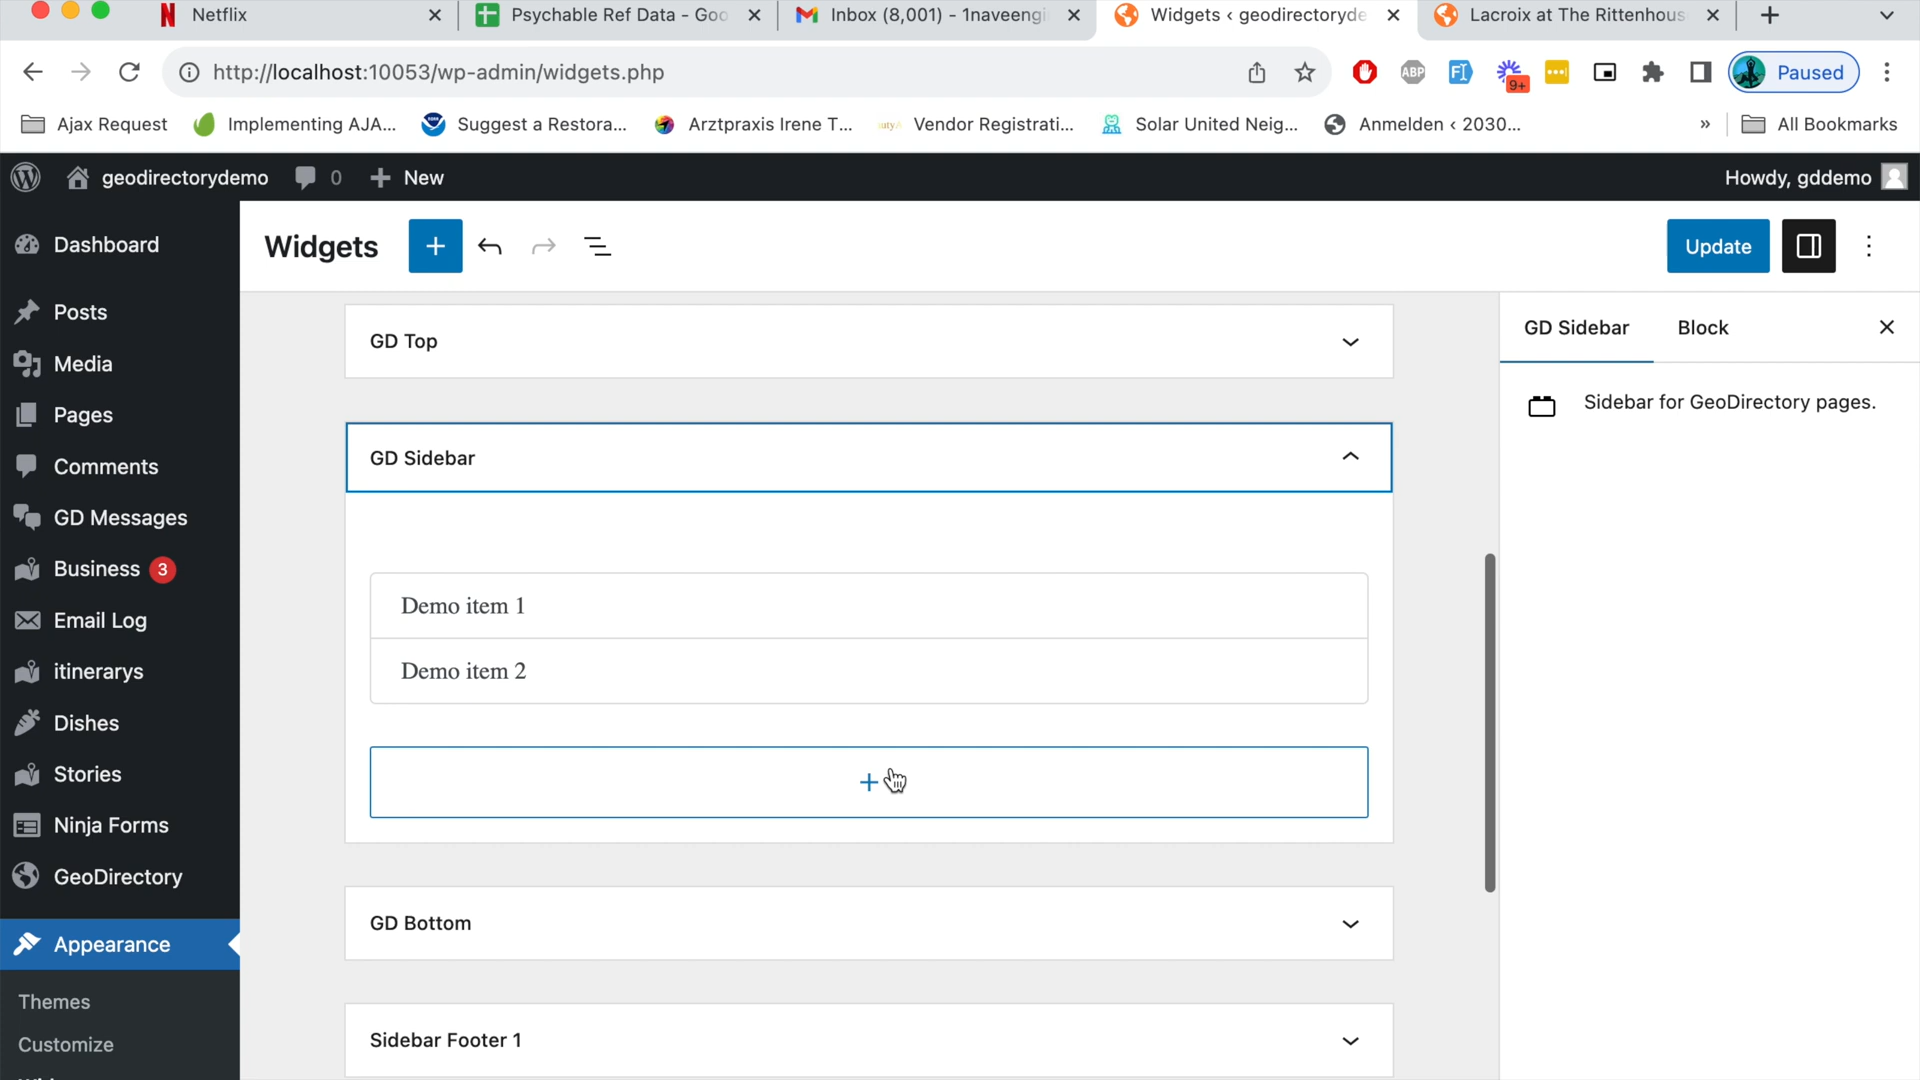 Netflix
Psychable Ref Data - Goo
Inbox (8,001) - 1naveengi
Widgets ‹ geodirectoryde
Lacroix at The Rittenhous
http://localhost:10053/wp-admin/widgets.php
ABP
9+
Paused
Ajax Request
Implementing AJA...
Suggest a Restora...
Arztpraxis Irene T...
Vendor Registrati...
Solar United Neig...
Anmelden ‹ 2030...
»
All Bookmarks
geodirectorydemo
0
New
Howdy, gddemo
Dashboard
Posts
Media
Pages
Comments
GD Messages
Business 3
Email Log
itinerarys
Dishes
Stories
Ninja Forms
GeoDirectory
Appearance
Themes
Customize
Widgets
Update
GD Top
GD Sidebar
Demo item 1
Demo item 2
GD Bottom
Sidebar Footer 1
GD Sidebar
Block
Sidebar for GeoDirectory pages.